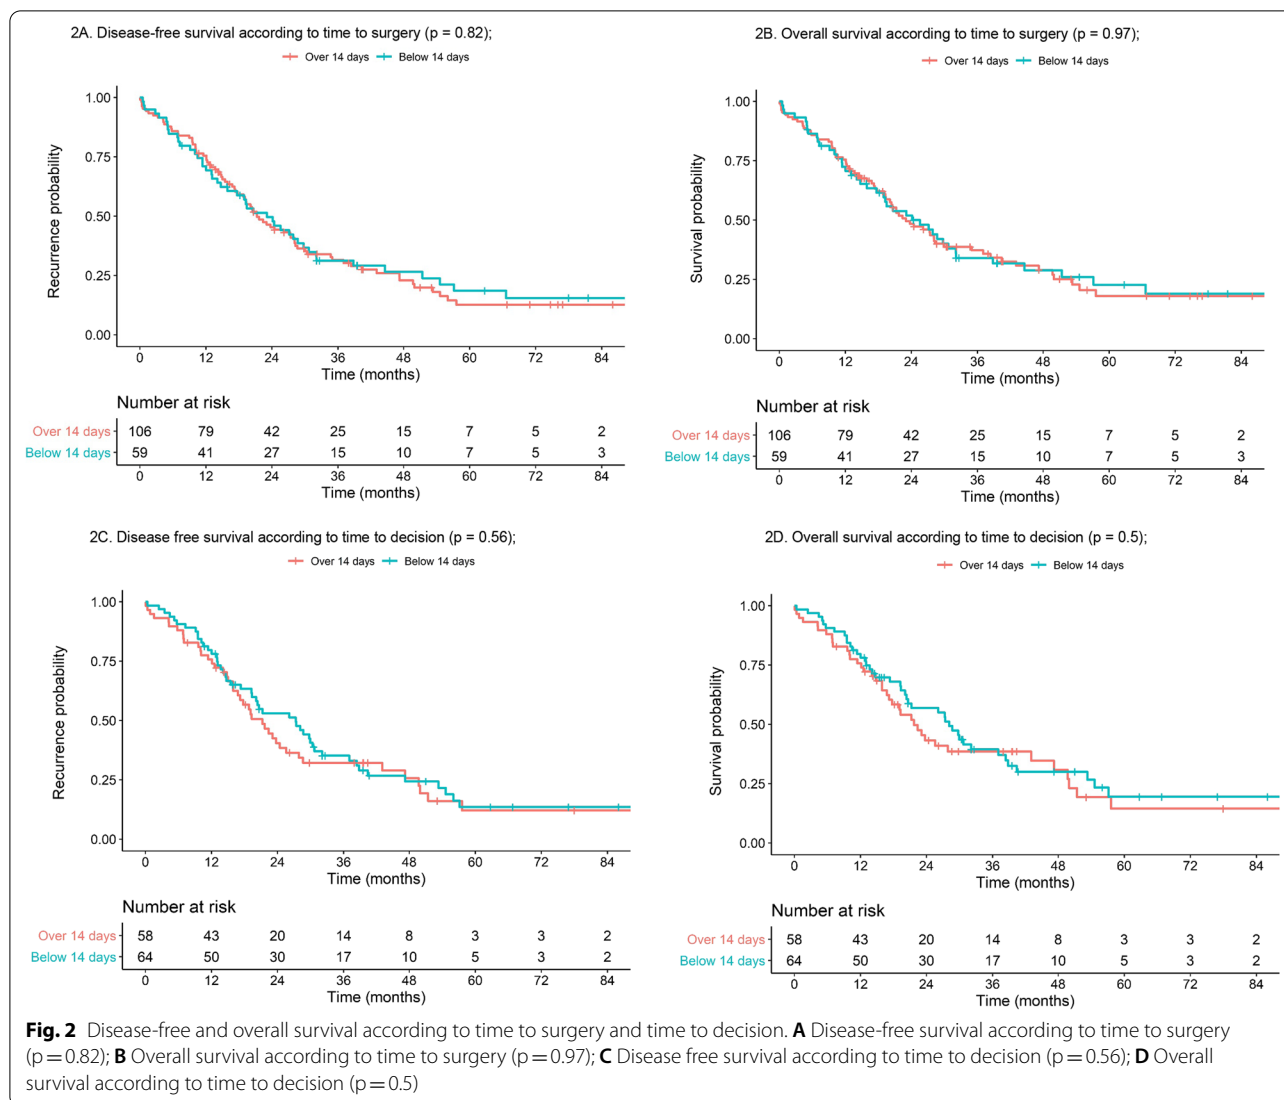 2A. Disease-free survival according to time to surgery (p = 0.82);
Over 14 days Below 14 days
Recurrence probability
1.00
0.75
0.50
0.25
0.00
0 12 24 36 48 60 72 84
Time (months)
Number at risk
Over 14 days 106 79 42 25 15 7 5 2
Below 14 days 59 41 27 15 10 7 5 3
0 12 24 36 48 60 72 84
Time (months)
2B. Overall survival according to time to surgery (p = 0.97);
Over 14 days Below 14 days
Survival probability
1.00
0.75
0.50
0.25
0.00
0 12 24 36 48 60 72 84
Time (months)
Number at risk
Over 14 days 106 79 42 25 15 7 5 2
Below 14 days 59 41 27 15 10 7 5 3
0 12 24 36 48 60 72 84
Time (months)
2C. Disease free survival according to time to decision (p = 0.56);
Over 14 days Below 14 days
Recurrence probability
1.00
0.75
0.50
0.25
0.00
0 12 24 36 48 60 72 84
Time (months)
Number at risk
Over 14 days 58 43 20 14 8 3 3 2
Below 14 days 64 50 30 17 10 5 3 2
0 12 24 36 48 60 72 84
Time (months)
2D. Overall survival according to time to decision (p = 0.5);
Over 14 days Below 14 days
Survival probability
1.00
0.75
0.50
0.25
0.00
0 12 24 36 48 60 72 84
Time (months)
Number at risk
Over 14 days 58 43 20 14 8 3 3 2
Below 14 days 64 50 30 17 10 5 3 2
0 12 24 36 48 60 72 84
Time (months)
Fig. 2 Disease-free and overall survival according to time to surgery and time to decision. A Disease-free survival according to time to surgery
(p = 0.82); B Overall survival according to time to surgery (p = 0.97); C Disease free survival according to time to decision (p = 0.56); D Overall
survival according to time to decision (p = 0.5)